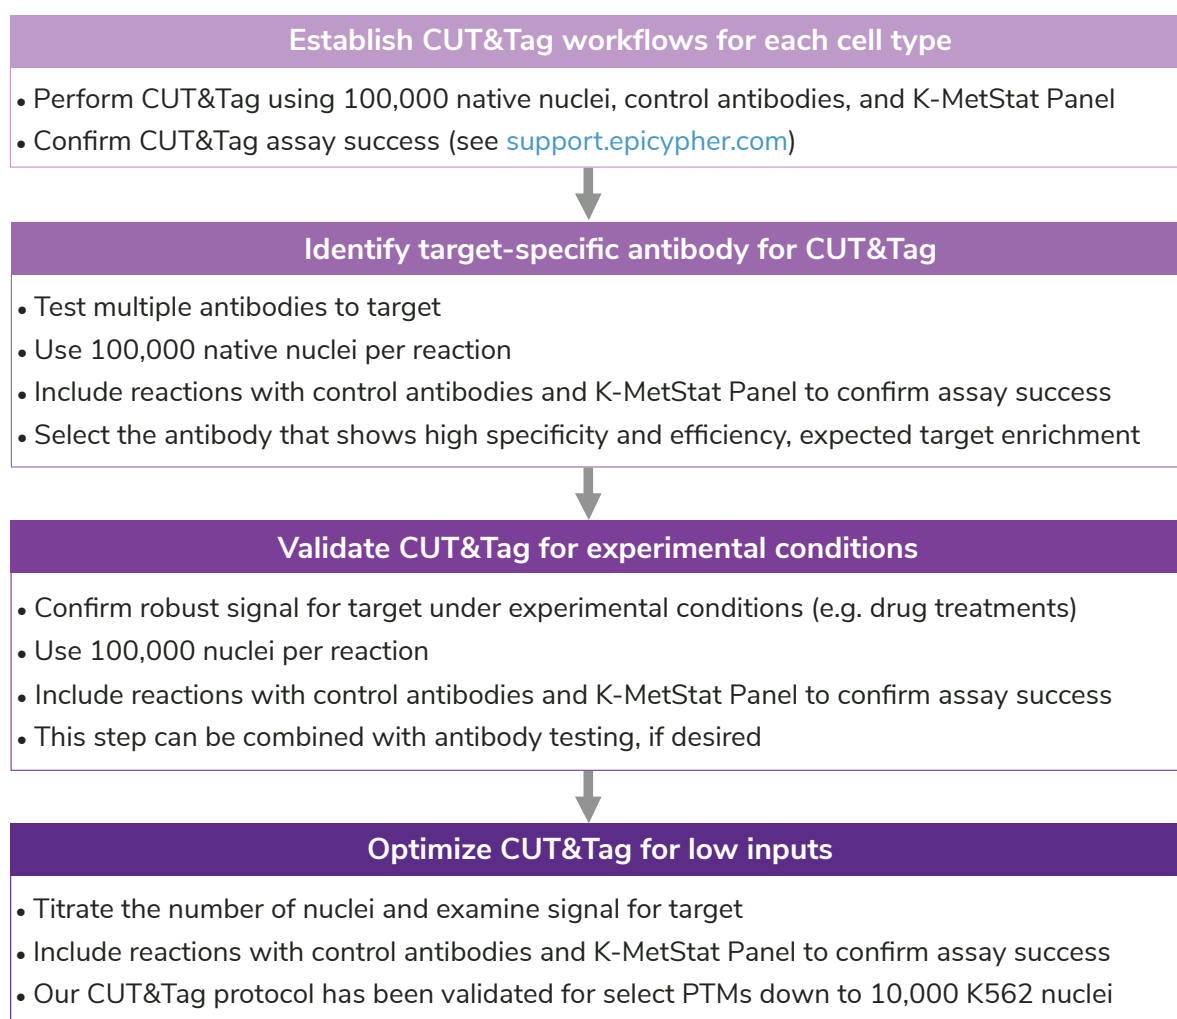 Establish CUT&Tag workflows for each cell type
• Perform CUT&Tag using 100,000 native nuclei, control antibodies, and K-MetStat Panel
• Confirm CUT&Tag assay success (see support.epicypher.com)
Identify target-specific antibody for CUT&Tag
• Test multiple antibodies to target
• Use 100,000 native nuclei per reaction
• Include reactions with control antibodies and K-MetStat Panel to confirm assay success
• Select the antibody that shows high specificity and efficiency, expected target enrichment
Validate CUT&Tag for experimental conditions
• Confirm robust signal for target under experimental conditions (e.g. drug treatments)
• Use 100,000 nuclei per reaction
• Include reactions with control antibodies and K-MetStat Panel to confirm assay success
• This step can be combined with antibody testing, if desired
Optimize CUT&Tag for low inputs
• Titrate the number of nuclei and examine signal for target
• Include reactions with control antibodies and K-MetStat Panel to confirm assay success
• Our CUT&Tag protocol has been validated for select PTMs down to 10,000 K562 nuclei